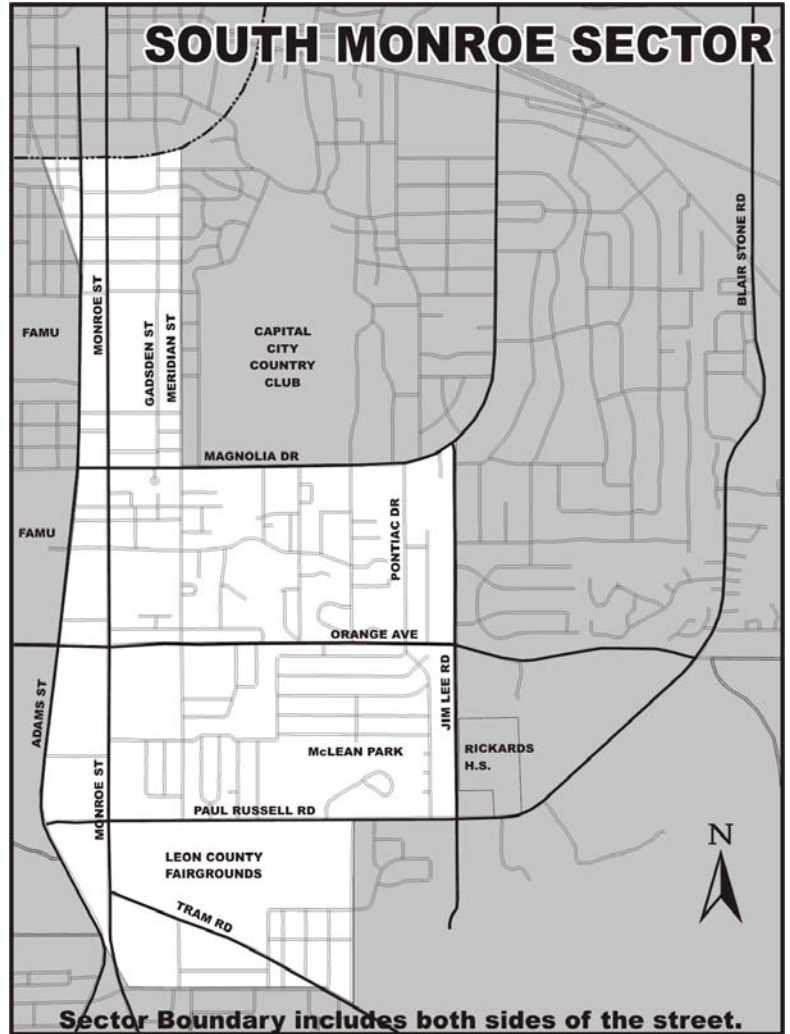 SOUTH MONROE SECTOR
BLAIR STONE RD
MONROE ST
GADSDEN ST
MERIDIAN ST
FAMU
CAPITAL
CITY
COUNTRY
CLUB
MAGNOLIA DR
FAMU
PONTIAC DR
ORANGE AVE
ADAMS ST
JIM LEE RD
McLEAN PARK
RICKARDS
H.S.
MONROE ST
PAUL RUSSELL RD
LEON COUNTY
FAIRGROUNDS
N
TRAM RD
Sector Boundary includes both sides of the street.